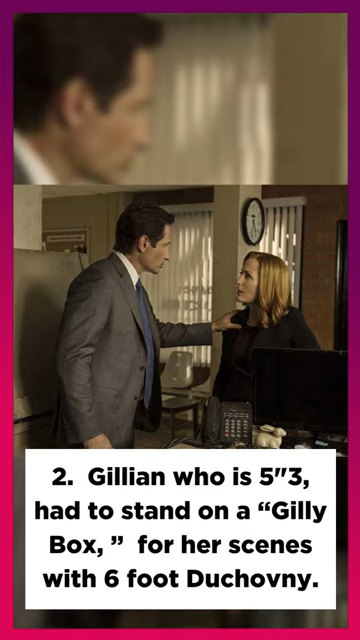 2. Gillian who is 5"3,
had to stand on a “Gilly
Box, ” for her scenes
with 6 foot Duchovny.